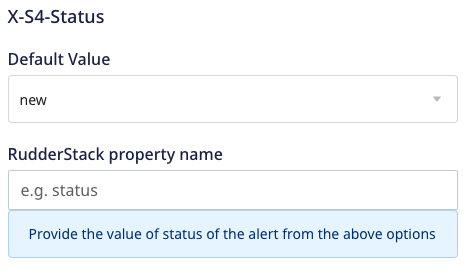 X-S4-Status
Default Value
new
RudderStack property name
e.g. status
Provide the value of status of the alert from the above options